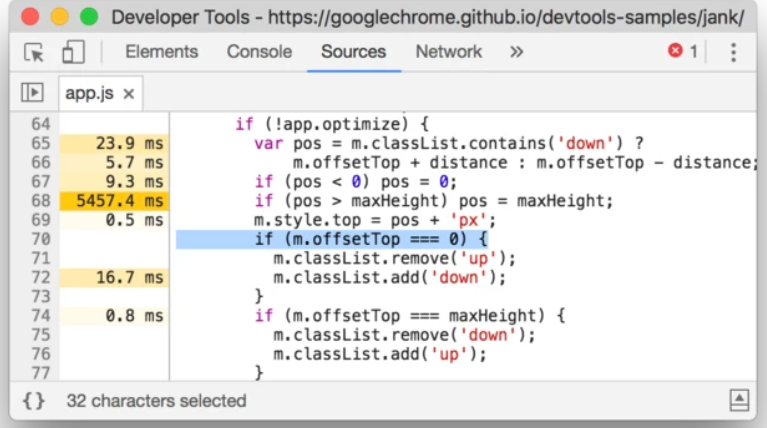 Developer Tools - https://googlechrome.github.io/devtools-samples/jank/
Elements Console Sources Network » 1
app.js ×
64 if (!app.optimize) {
65 23.9 ms var pos = m.classList.contains('down') ?
66 5.7 ms m.offsetTop + distance : m.offsetTop - distance;
67 9.3 ms if (pos < 0) pos = 0;
68 5457.4 ms if (pos > maxHeight) pos = maxHeight;
69 0.5 ms m.style.top = pos + 'px';
70 if (m.offsetTop === 0) {
71 m.classList.remove('up');
72 16.7 ms m.classList.add('down');
73 }
74 0.8 ms if (m.offsetTop === maxHeight) {
75 m.classList.remove('down');
76 m.classList.add('up');
77 }
{} 32 characters selected